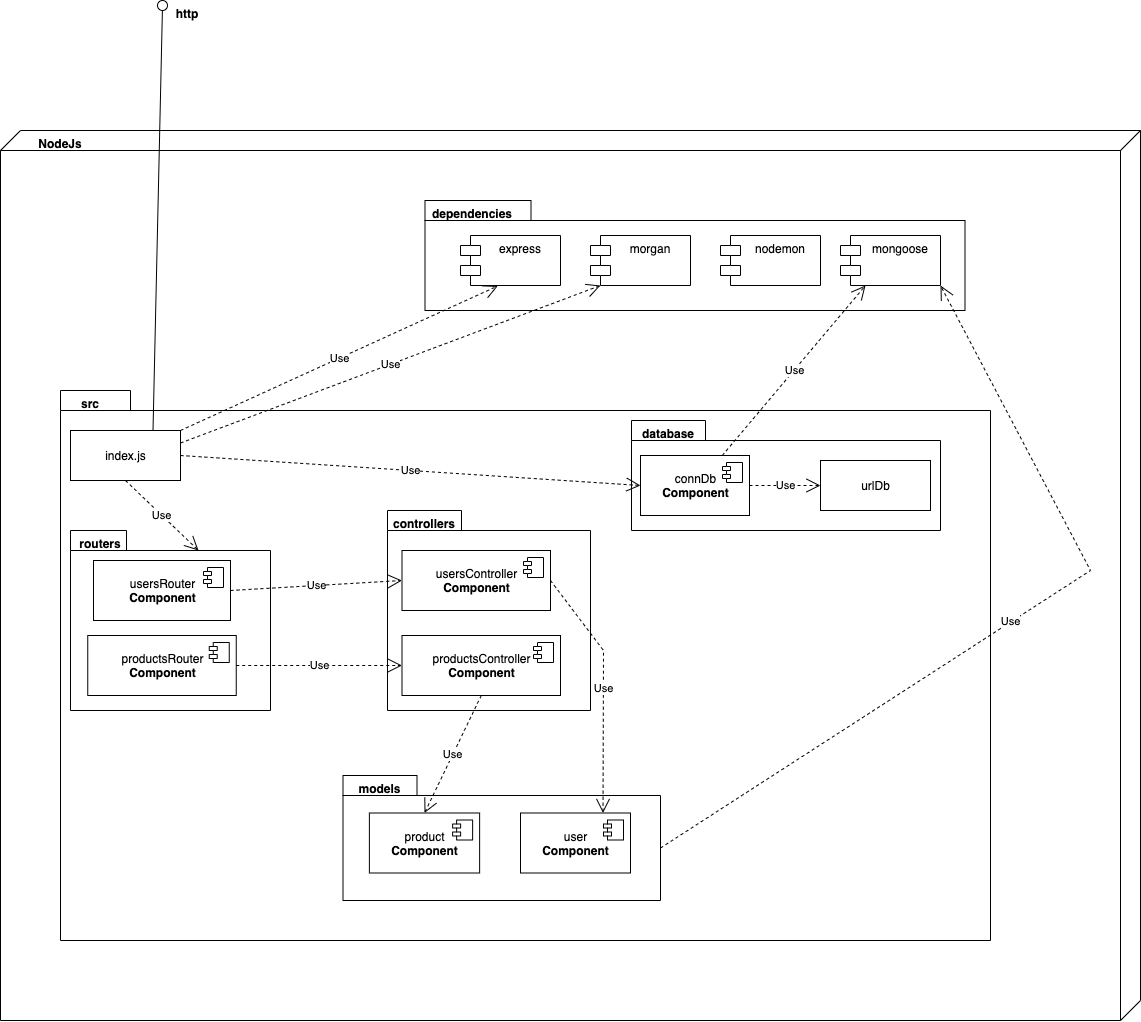 http
NodeJs
dependencies
express
morgan
nodemon
mongoose
Use
Use
Use
src
index.js
database
connDb
Component
Use
urlDb
Use
Use
routers
usersRouter
Component
productsRouter
Component
Use
Use
controllers
usersController
Component
productsController
Component
Use
Use
Use
models
product
Component
user
Component